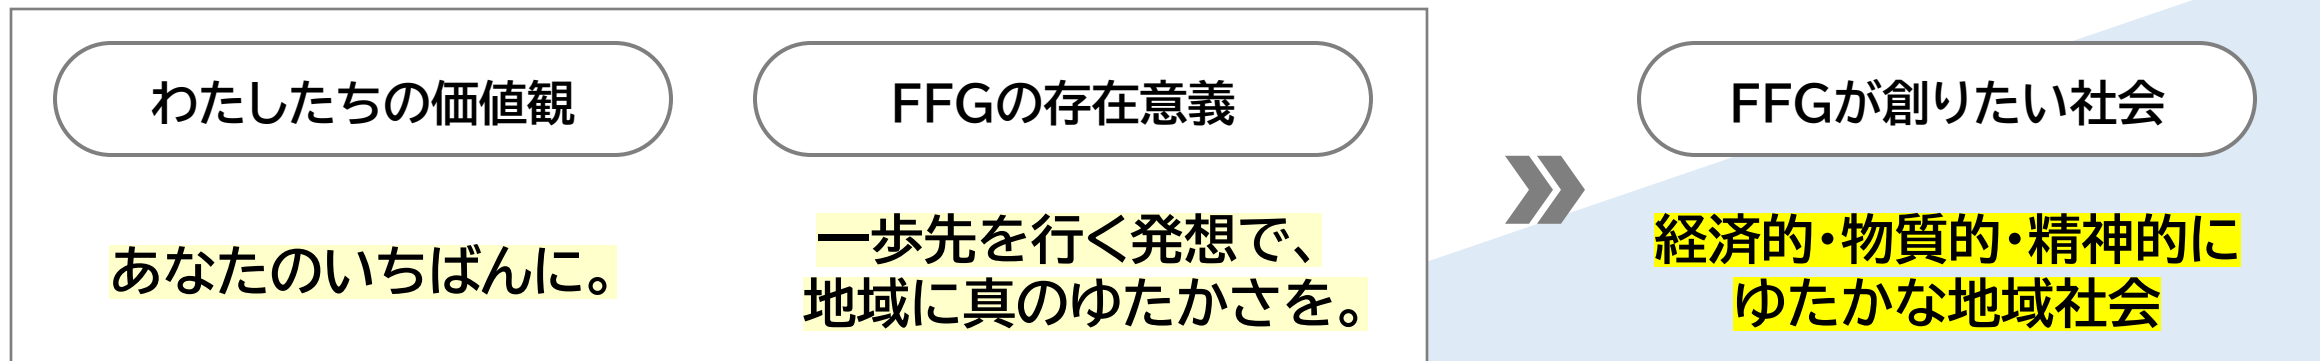 わたしたちの価値観
あなたのいちばんに。
FFGの存在意義
一歩先を行く発想で、
地域に真のゆたかさを。
FFGが創りたい社会
経済的・物質的・精神的に
ゆたかな地域社会